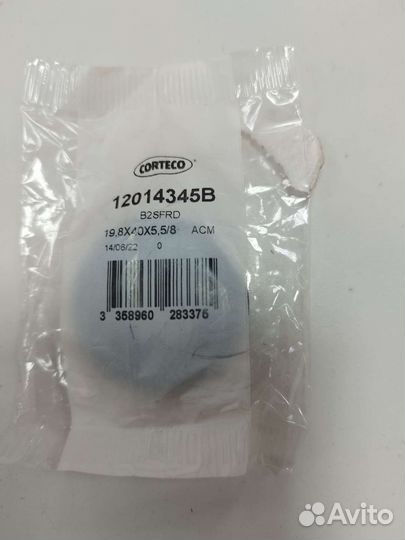 CORTECO
12014345B
B2SFRD
19,8X40X5,5/8 ACM
14/06/22 0
3 358960 283376
Avito